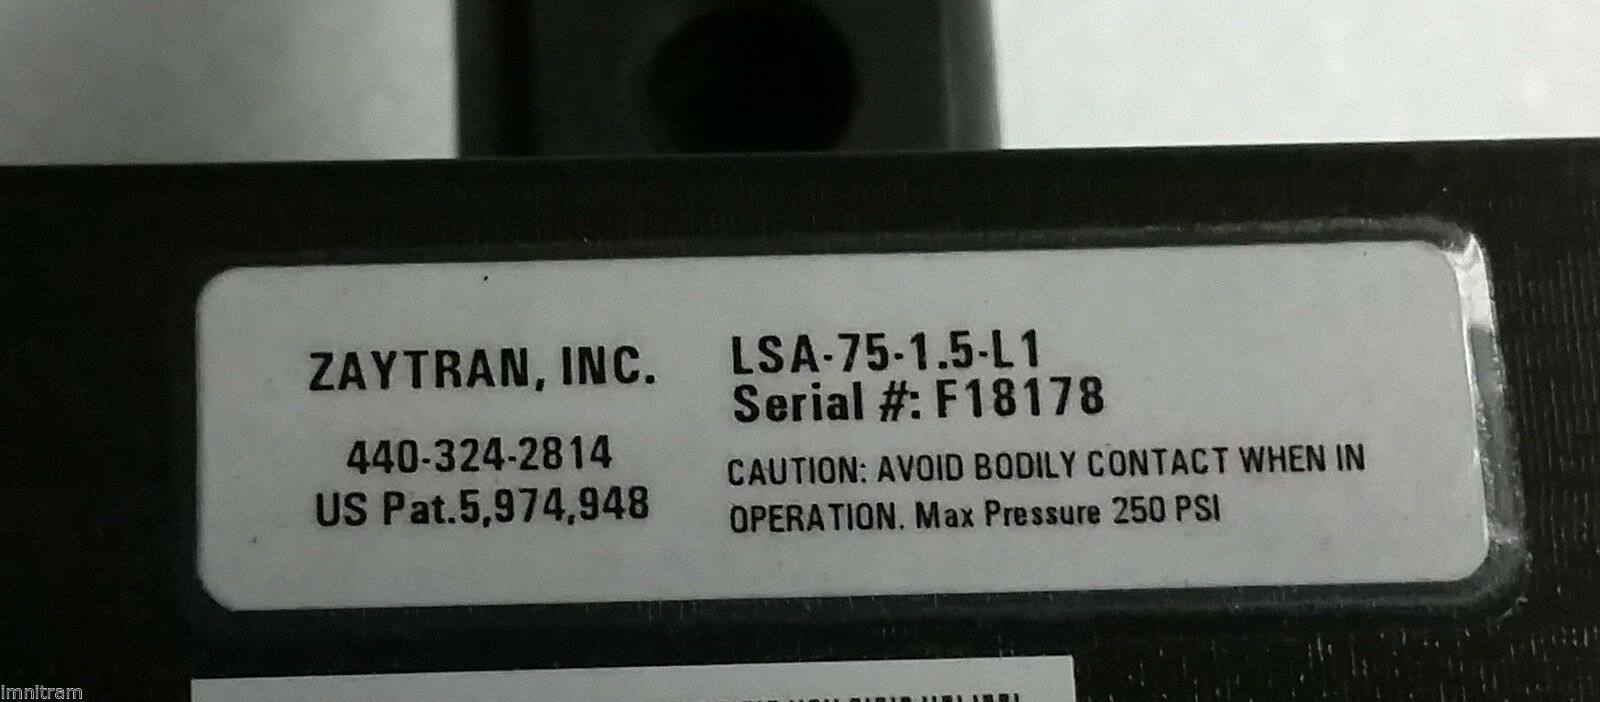 ZAYTRAN, INC.
440-324-2814
US Pat.5,974,948
LSA-75-1.5-L1
Serial #: F18178
CAUTION: AVOID BODILY CONTACT WHEN IN
OPERATION. Max Pressure 250 PSI
imnitram